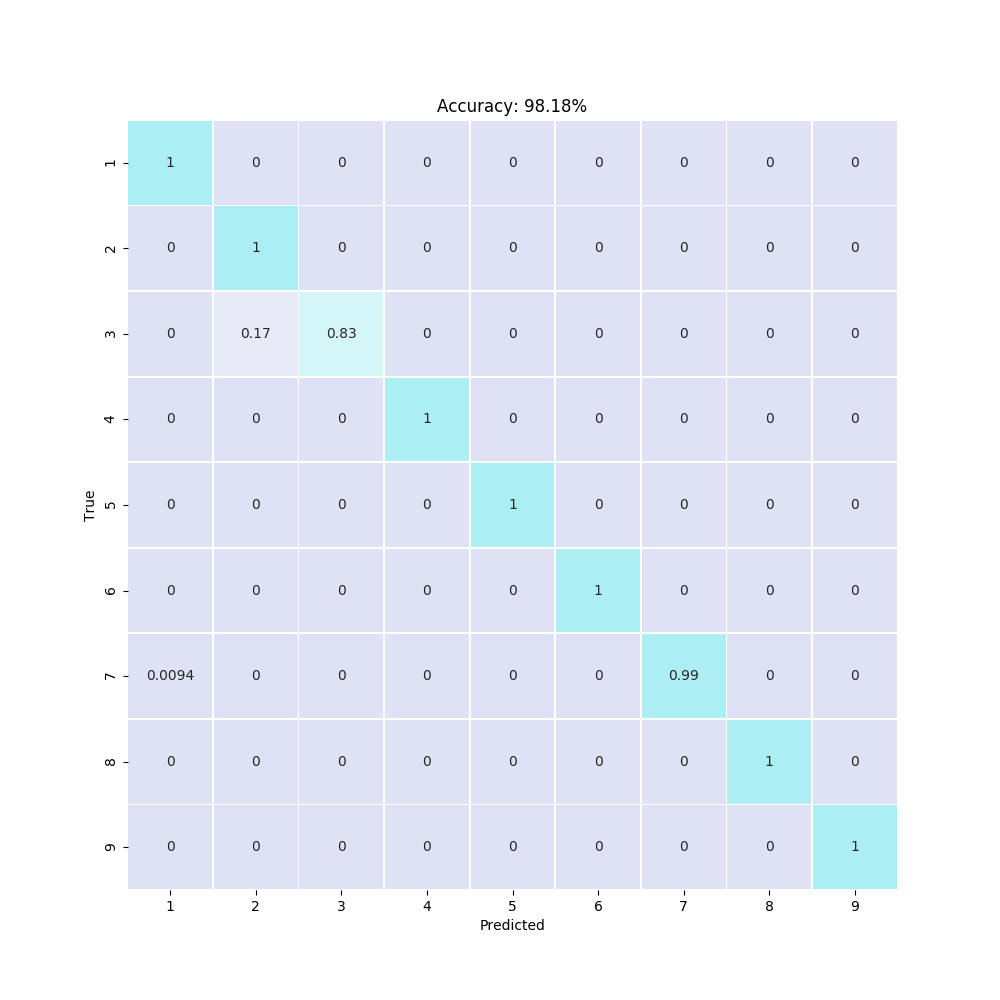 Accuracy: 98.18%
1 1 0 0 0 0 0 0 0 0
2 0 1 0 0 0 0 0 0 0
3 0 0.17 0.83 0 0 0 0 0 0
4 0 0 0 1 0 0 0 0 0
5 0 0 0 0 1 0 0 0 0
True
6 0 0 0 0 0 1 0 0 0
7 0.0094 0 0 0 0 0 0.99 0 0
8 0 0 0 0 0 0 0 1 0
9 0 0 0 0 0 0 0 0 1
1 2 3 4 5 6 7 8 9
Predicted